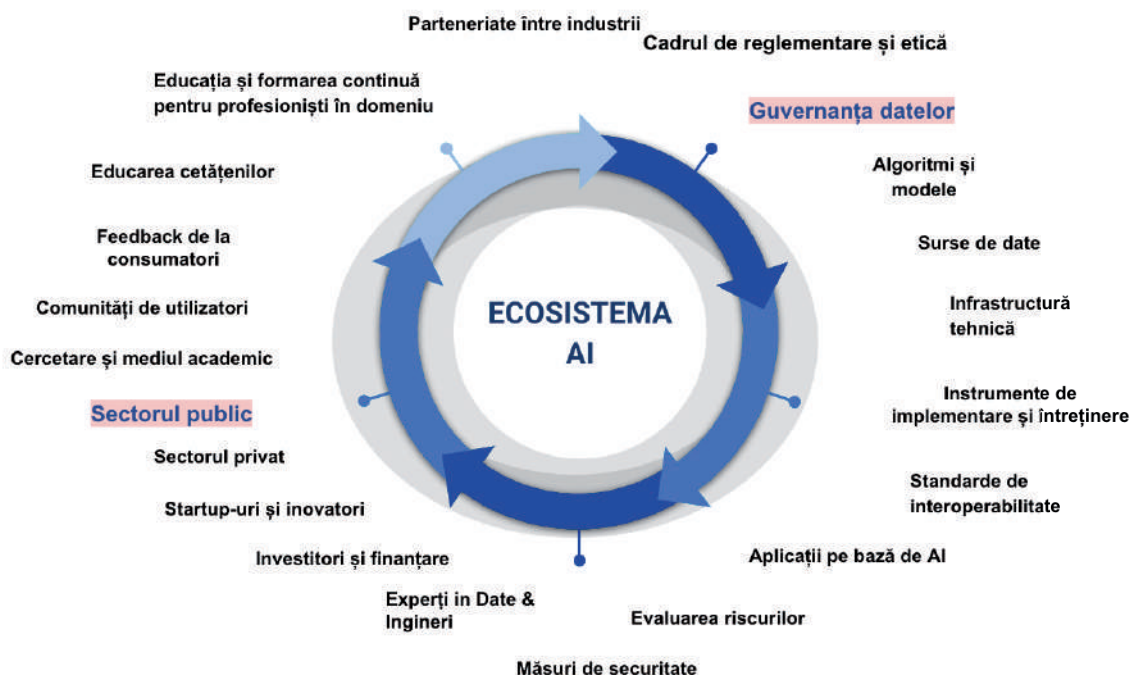 Parteneriate între industrii
Cadrul de reglementare și etică
Educația și formarea continuă
pentru profesioniști în domeniu
Guvernanța datelor
Educarea cetățenilor
Algoritmi și
modele
Feedback de la
consumatori
Surse de date
Comunități de utilizatori
Infrastructură
tehnică
ECOSISTEMA
AI
Cercetare și mediul academic
Sectorul public
Instrumente de
implementare și întreținere
Sectorul privat
Standarde de
interoperabilitate
Startup-uri și inovatori
Investitori și finanțare
Aplicații pe bază de AI
Experți in Date &
Ingineri
Evaluarea riscurilor
Măsuri de securitate